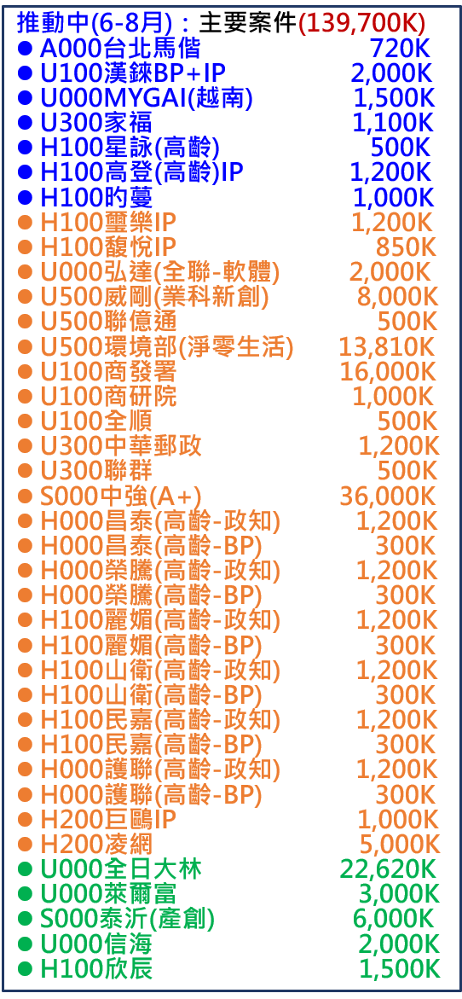 推動中(6-8月)：主要案件(139,700K)
● A000台北馬偕 720K
● U100漢錸BP+IP 2,000K
● U000MYGAI(越南) 1,500K
● U300家福 1,100K
● H100星詠(高齡) 500K
● H100高登(高齡)IP 1,200K
● H100昀蔓 1,000K
● H100璽樂IP 1,200K
● H100馥悅IP 850K
● U000弘達(全聯-軟體) 2,000K
● U500威剛(業科新創) 8,000K
● U500聯億通 500K
● U500環境部(淨零生活) 13,810K
● U100商發署 16,000K
● U100商研院 1,000K
● U100全順 500K
● U300中華郵政 1,200K
● U300聯群 500K
● S000中強(A+) 36,000K
● H000昌泰(高齡-政知) 1,200K
● H000昌泰(高齡-BP) 300K
● H000榮騰(高齡-政知) 1,200K
● H000榮騰(高齡-BP) 300K
● H100麗媚(高齡-政知) 1,200K
● H100麗媚(高齡-BP) 300K
● H100山衛(高齡-政知) 1,200K
● H100山衛(高齡-BP) 300K
● H100民嘉(高齡-政知) 1,200K
● H100民嘉(高齡-BP) 300K
● H000護聯(高齡-政知) 1,200K
● H000護聯(高齡-BP) 300K
● H200巨鷗IP 1,000K
● H200凌網 5,000K
● U000全日大林 22,620K
● U000萊爾富 3,000K
● S000泰沂(產創) 6,000K
● U000信海 2,000K
● H100欣辰 1,500K